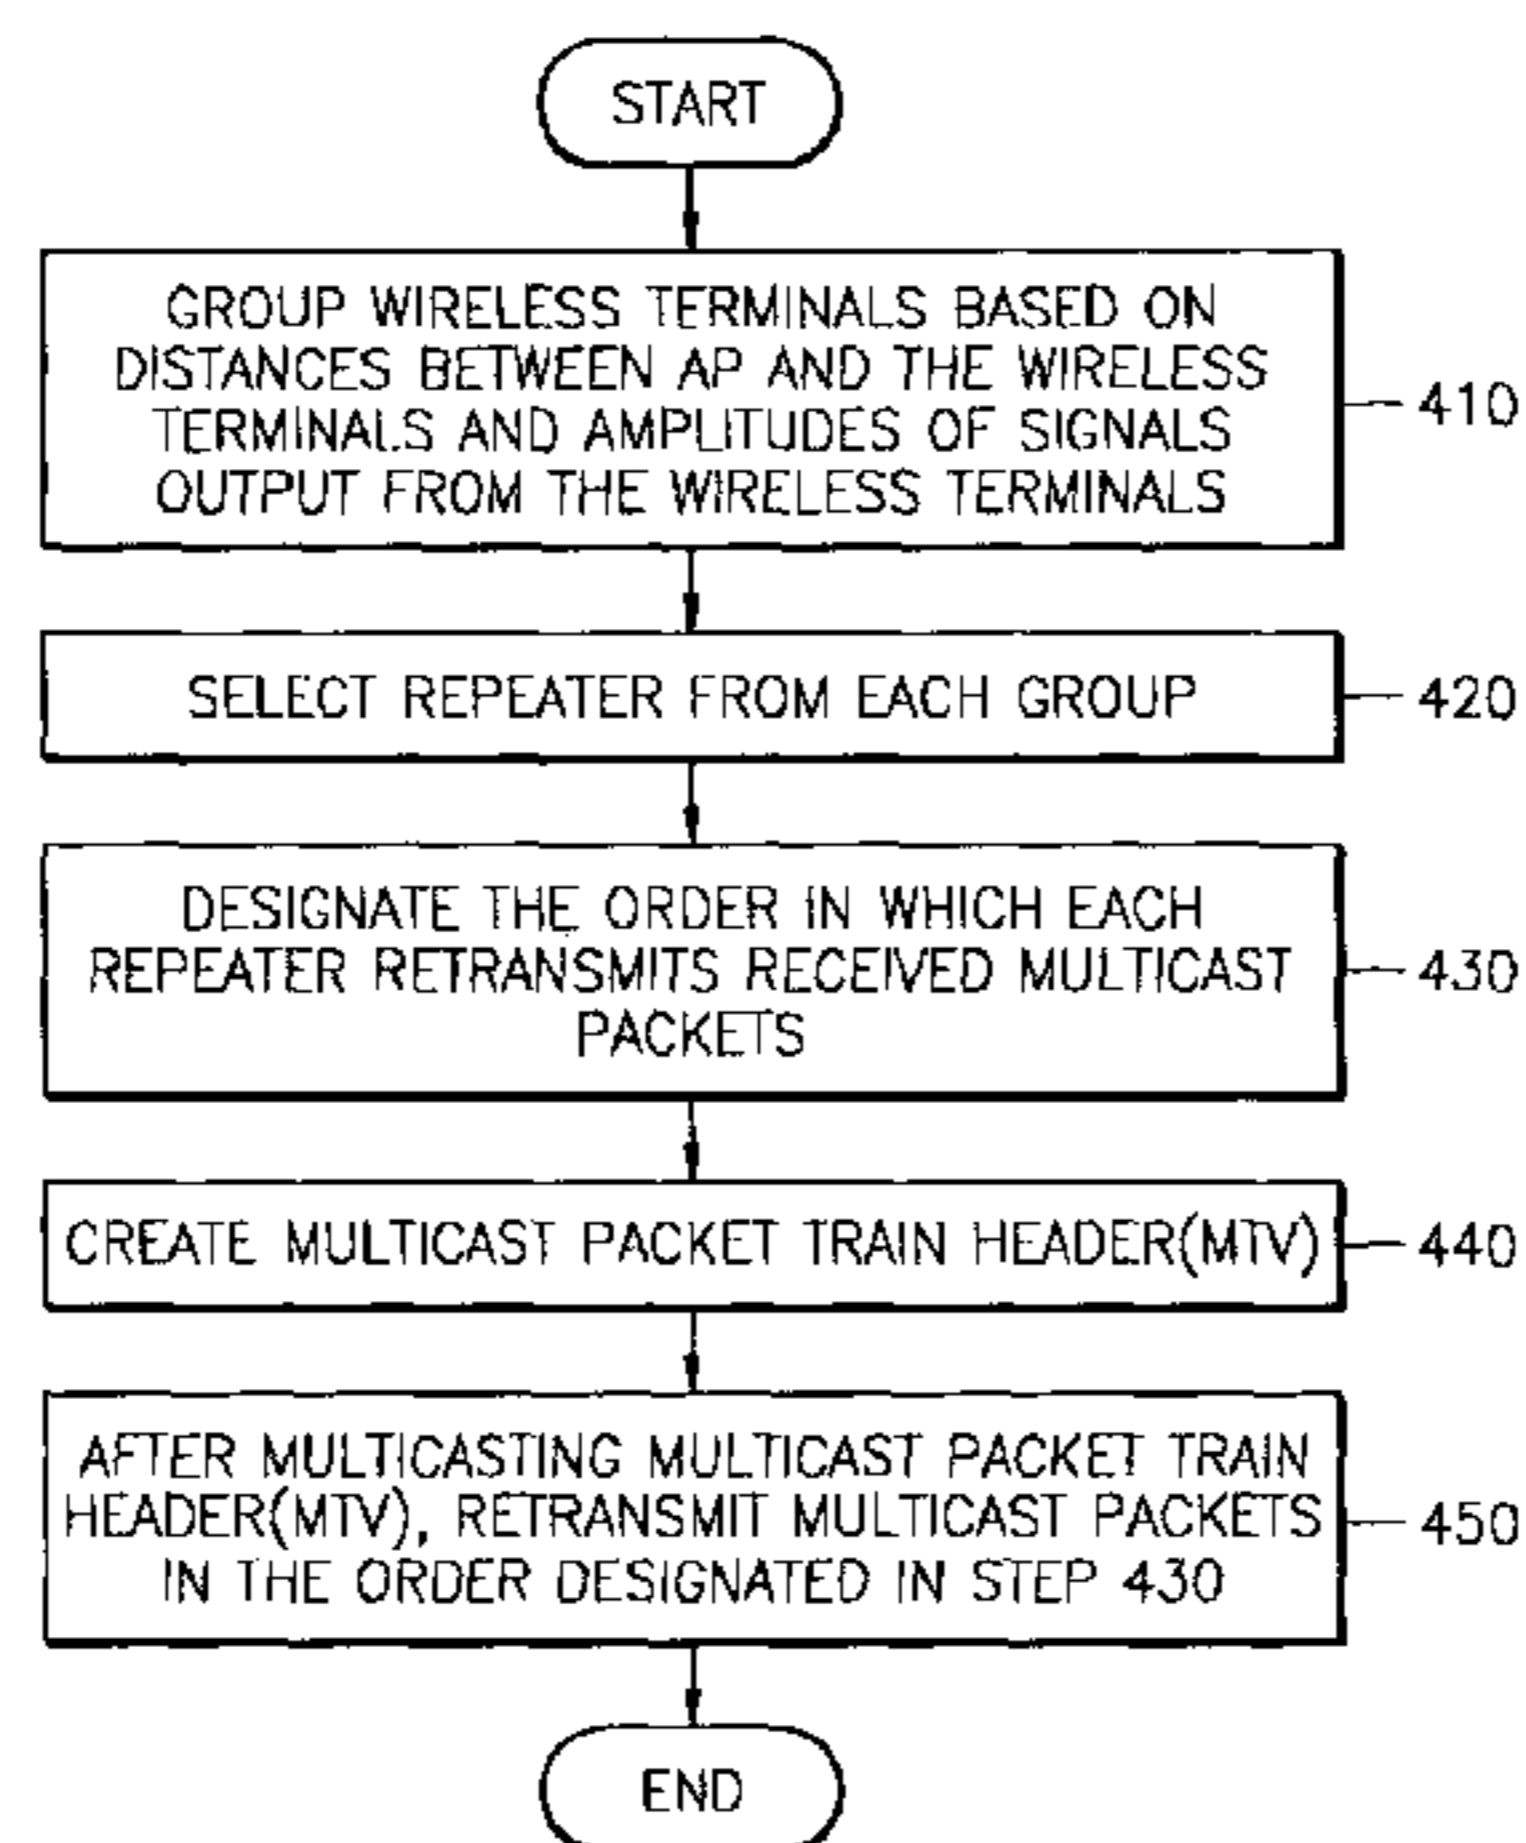 START
GROUP WIRELESS TERMINALS BASED ON
DISTANCES BETWEEN AP AND THE WIRELESS
TERMINALS AND AMPLITUDES OF SIGNALS
OUTPUT FROM THE WIRELESS TERMINALS
410
SELECT REPEATER FROM EACH GROUP
420
DESIGNATE THE ORDER IN WHICH EACH
REPEATER RETRANSMITS RECEIVED MULTICAST
PACKETS
430
CREATE MULTICAST PACKET TRAIN HEADER(MTV)
440
AFTER MULTICASTING MULTICAST PACKET TRAIN
HEADER(MTV), RETRANSMIT MULTICAST PACKETS
IN THE ORDER DESIGNATED IN STEP 430
450
END